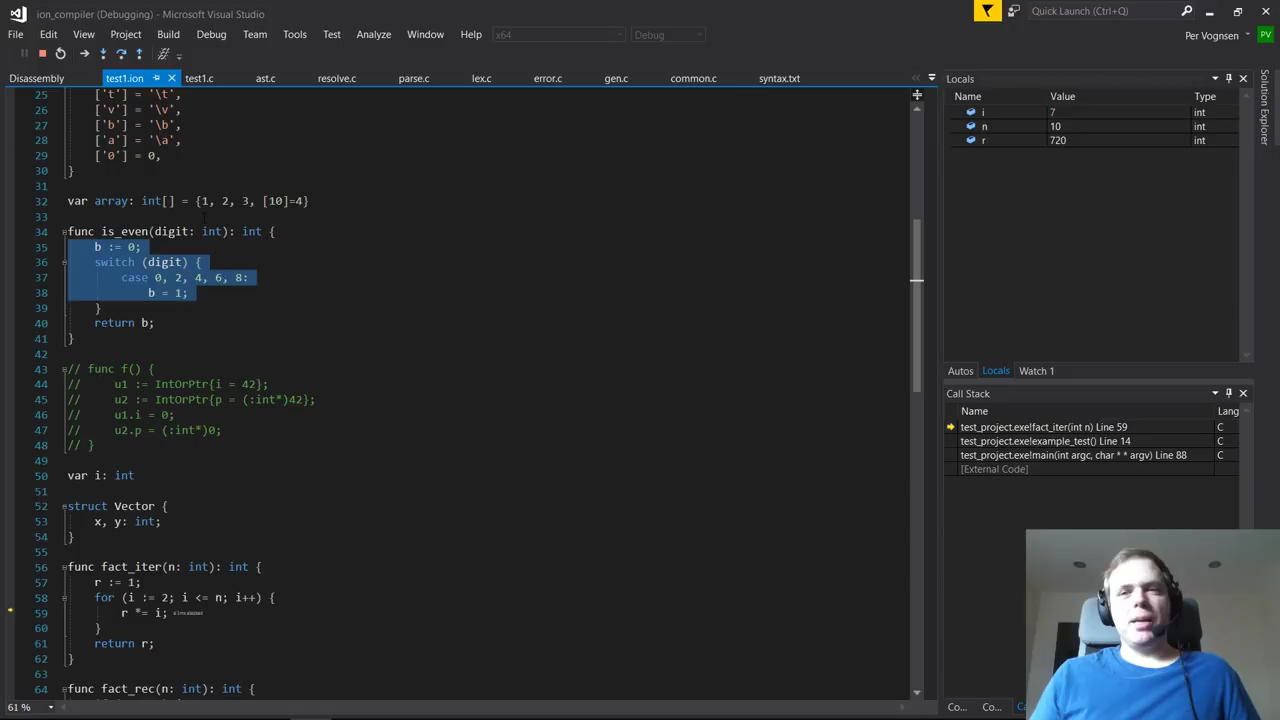 ion_compiler (Debugging) - Microsoft Visual Studio
Quick Launch (Ctrl+Q)
File Edit View Project Build Debug Team Tools Test Analyze Window Help x64 Debug
Per Vognsen PV
Disassembly test1.ion test1.c ast.c resolve.c parse.c lex.c error.c gen.c common.c syntax.txt
25 ['t'] = '\t',
26 ['v'] = '\v',
27 ['b'] = '\b',
28 ['a'] = '\a',
29 ['0'] = 0,
30 }
31
32 var array: int[] = {1, 2, 3, [10]=4}
33
34 func is_even(digit: int): int {
35 b := 0;
36 switch (digit) {
37 case 0, 2, 4, 6, 8:
38 b = 1;
39 }
40 return b;
41 }
42
43 // func f() {
44 // u1 := IntOrPtr{i = 42};
45 // u2 := IntOrPtr{p = (:int*)42};
46 // u1.i = 0;
47 // u2.p = (:int*)0;
48 // }
49
50 var i: int
51
52 struct Vector {
53 x, y: int;
54 }
55
56 func fact_iter(n: int): int {
57 r := 1;
58 for (i := 2; i <= n; i++) {
59 r *= i;
60 }
61 return r;
62 }
63
64 func fact_rec(n: int): int {
61 %
Locals
Name Value Type
i 7 int
n 10 int
r 720 int
Autos Locals Watch 1
Call Stack
Name Lang
test_project.exe!fact_iter(int n) Line 59 C
test_project.exe!example_test() Line 14 C
test_project.exe!main(int argc, char * * argv) Line 88 C
[External Code]
Co... Co...
Solution Explorer